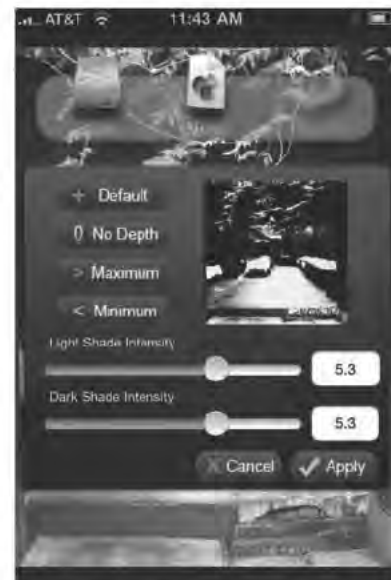 AT&T 11:43 AM
+ Default
0 No Depth
> Maximum
< Minimum
Light Shade Intensity
5.3
Dark Shade Intensity
5.3
X Cancel ✓ Apply